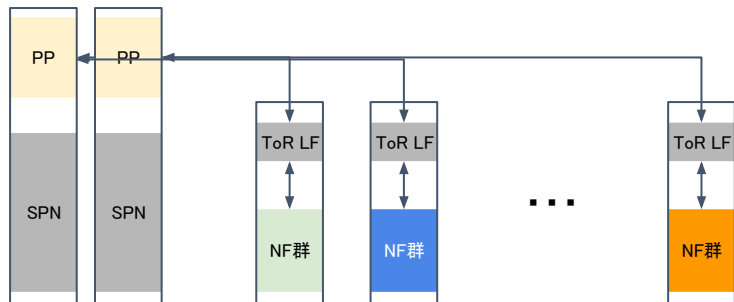 PP
PP
ToR LF
ToR LF
ToR LF
SPN
SPN
...
NF群
NF群
NF群